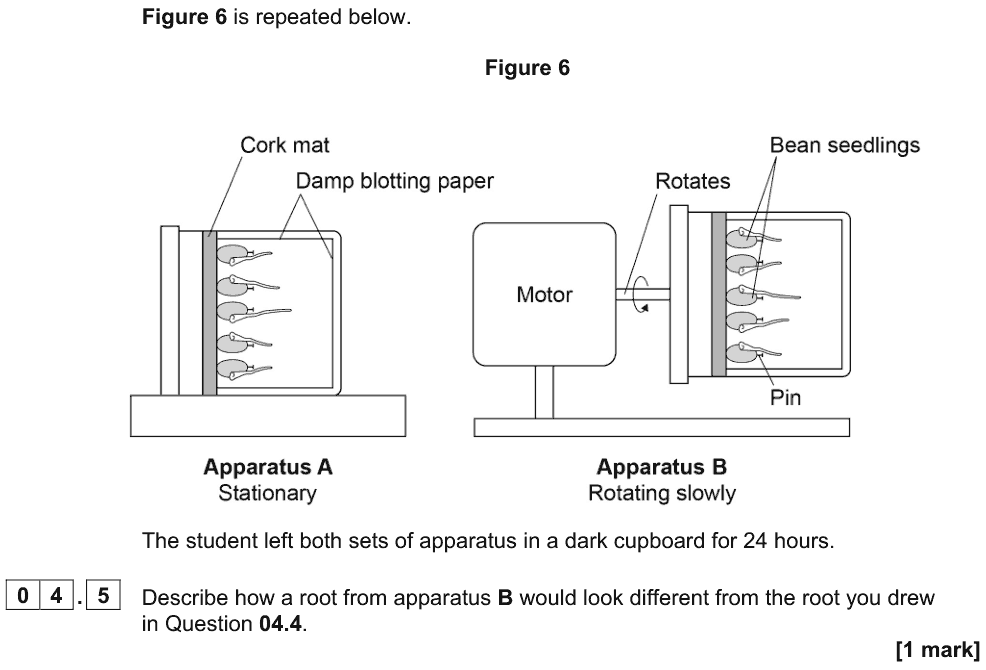 Figure 6 is repeated below.
Figure 6
Cork mat
Damp blotting paper
Rotates
Bean seedlings
Motor
Pin
Apparatus A
Stationary
Apparatus B
Rotating slowly
The student left both sets of apparatus in a dark cupboard for 24 hours.
0 4 . 5 Describe how a root from apparatus B would look different from the root you drew
in Question 04.4.
[1 mark]